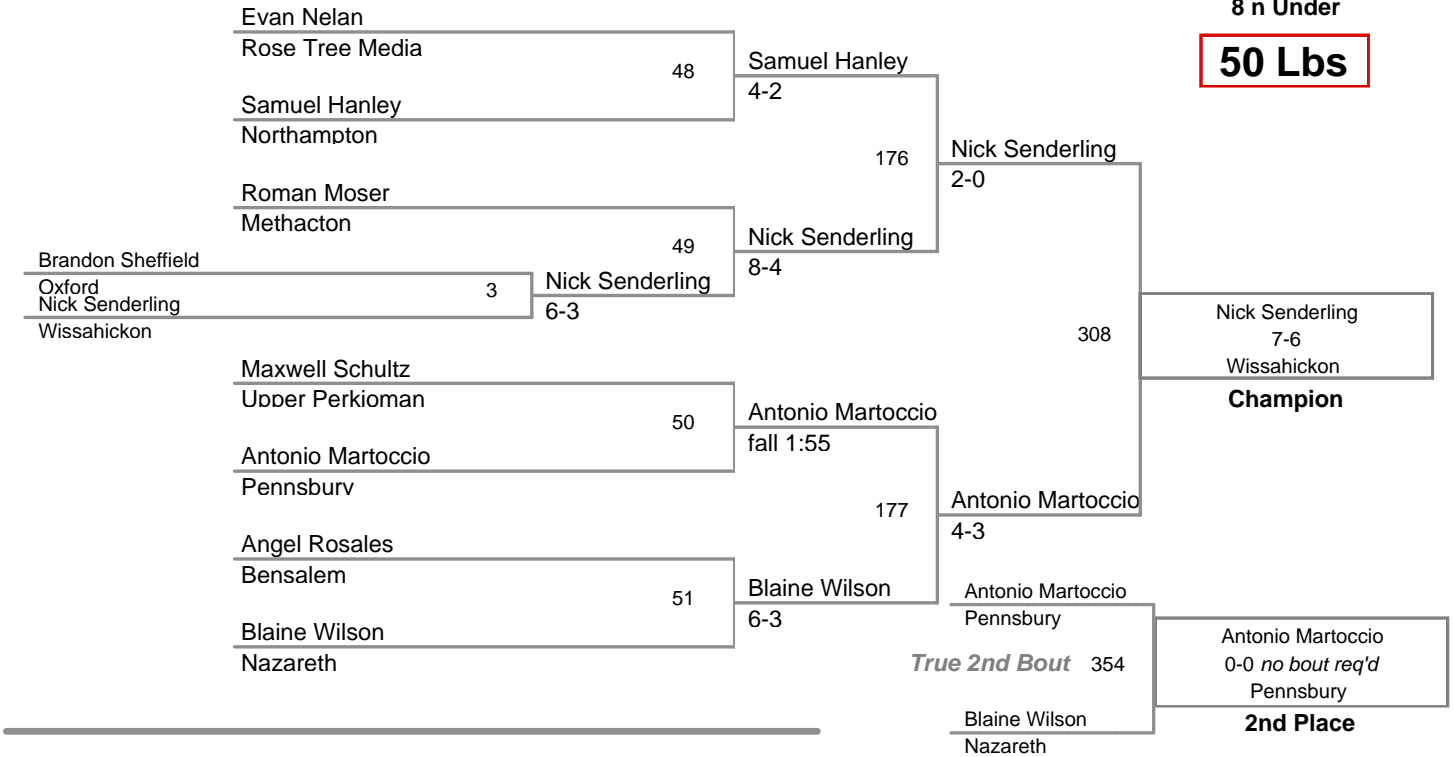 8 n Under
50 Lbs
Evan Nelan
Rose Tree Media
48
Samuel Hanley
4-2
Samuel Hanley
Northampton
176
Nick Senderling
2-0
Roman Moser
Methacton
49
Nick Senderling
8-4
Brandon Sheffield
Oxford
Nick Senderling
Wissahickon
3
Nick Senderling
6-3
308
Nick Senderling
7-6
Wissahickon
Champion
Maxwell Schultz
Upper Perkioman
50
Antonio Martoccio
fall 1:55
Antonio Martoccio
Pennsbury
177
Antonio Martoccio
4-3
Angel Rosales
Bensalem
51
Blaine Wilson
6-3
Blaine Wilson
Nazareth
Antonio Martoccio
Pennsbury
True 2nd Bout 354
Antonio Martoccio
0-0 no bout req'd
Pennsbury
2nd Place
Blaine Wilson
Nazareth